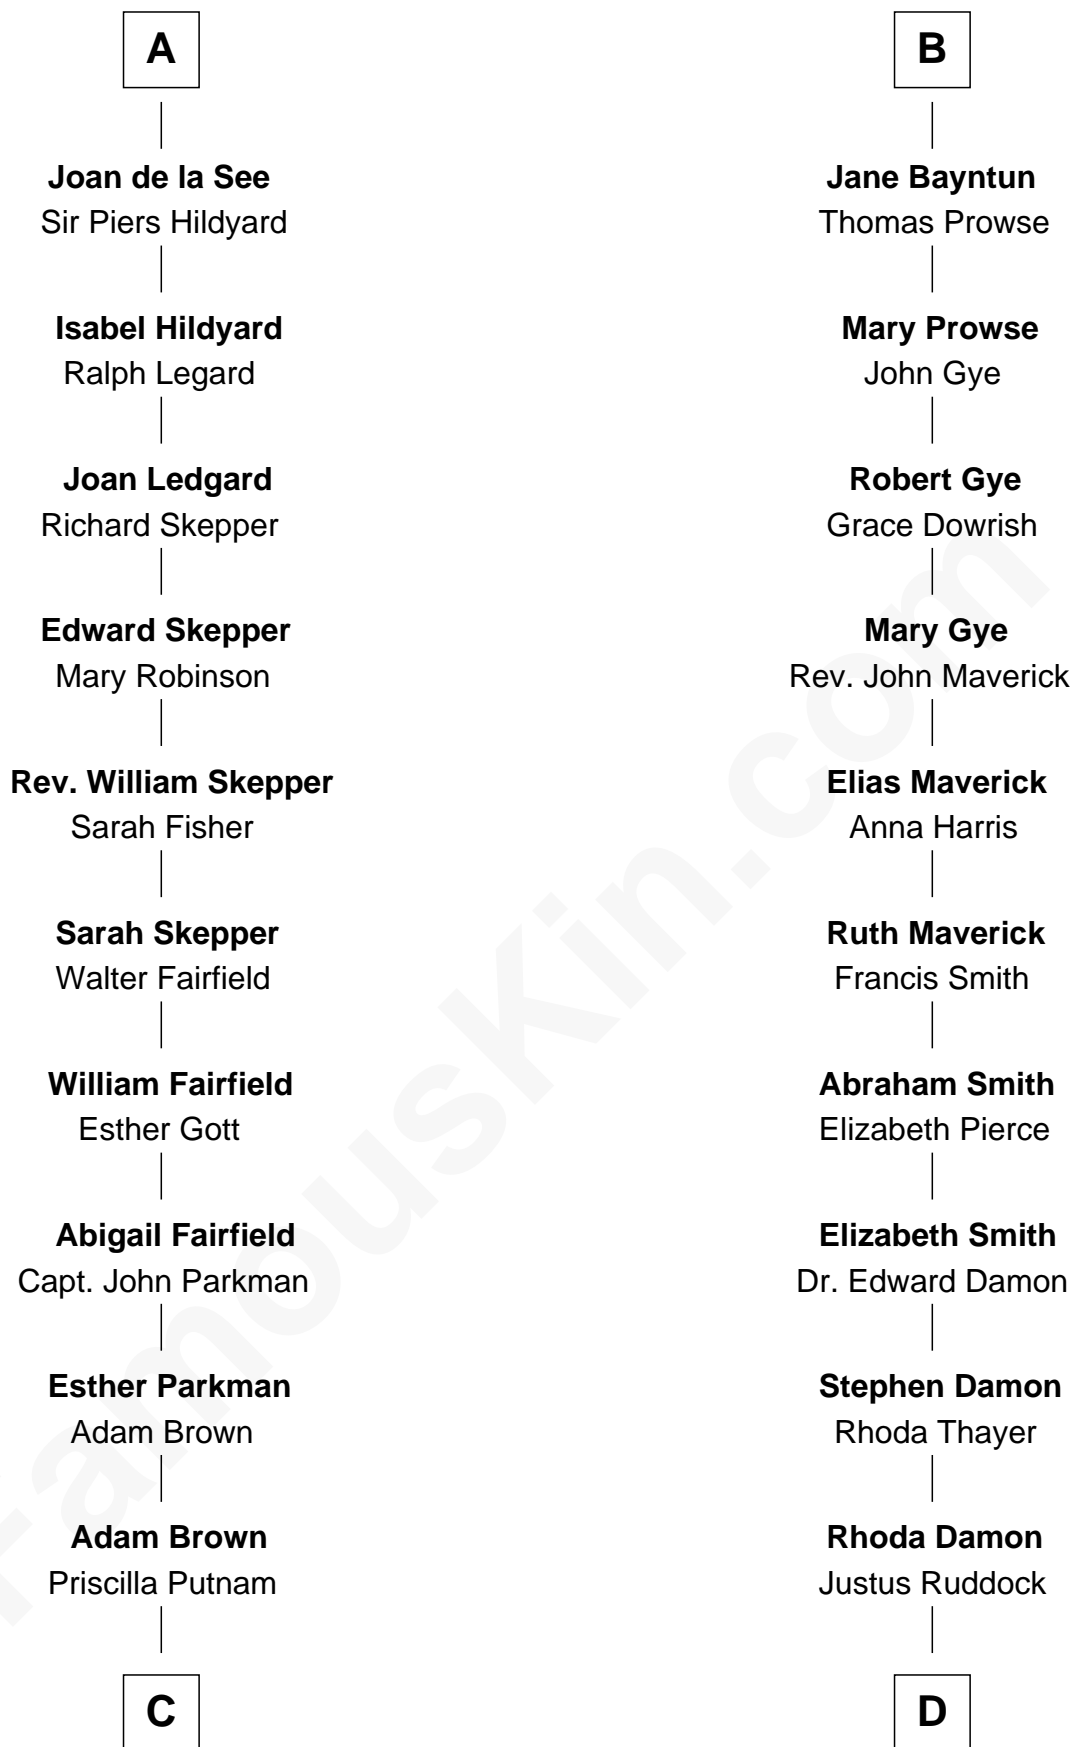 A
Joan de la See
Sir Piers Hildyard
Isabel Hildyard
Ralph Legard
Joan Ledgard
Richard Skepper
Edward Skepper
Mary Robinson
Rev. William Skepper
Sarah Fisher
Sarah Skepper
Walter Fairfield
William Fairfield
Esther Gott
Abigail Fairfield
Capt. John Parkman
Esther Parkman
Adam Brown
Adam Brown
Priscilla Putnam
C
B
Jane Bayntun
Thomas Prowse
Mary Prowse
John Gye
Robert Gye
Grace Dowrish
Mary Gye
Rev. John Maverick
Elias Maverick
Anna Harris
Ruth Maverick
Francis Smith
Abraham Smith
Elizabeth Pierce
Elizabeth Smith
Dr. Edward Damon
Stephen Damon
Rhoda Thayer
Rhoda Damon
Justus Ruddock
D
FamousKin.com